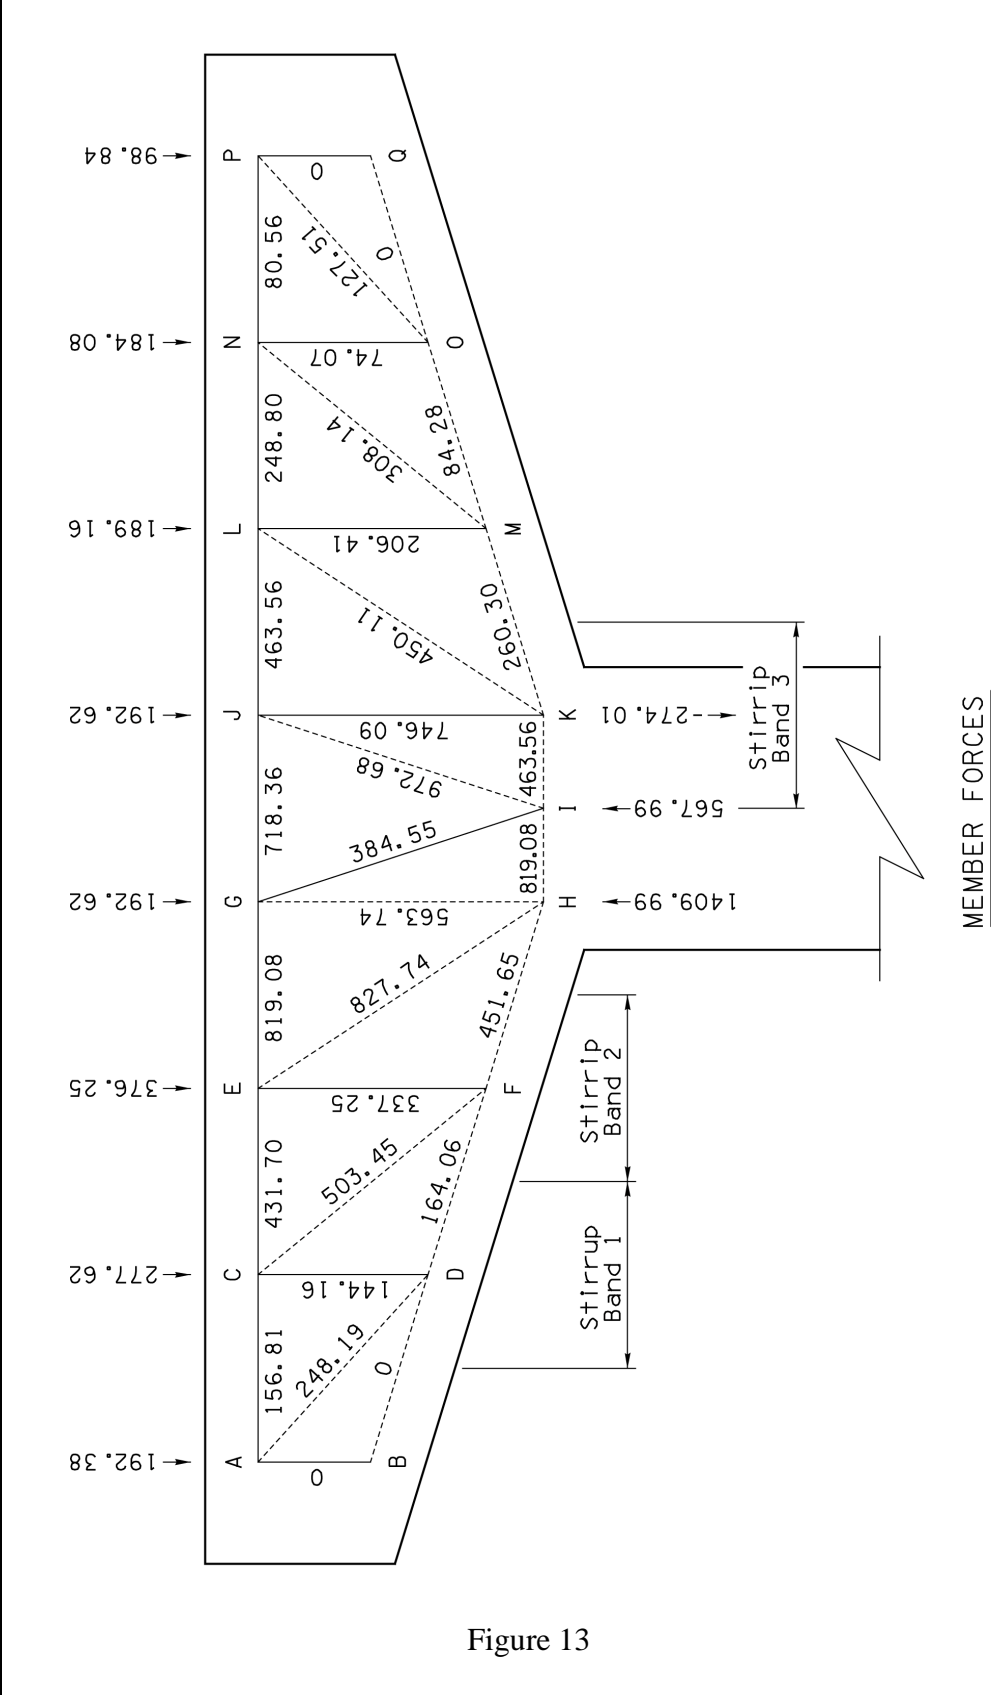 98.84
P
Q
0
80.56
127.51
0
184.08
N
O
74.07
248.80
308.14
84.28
189.16
L
M
206.41
463.56
450.11
260.30
192.62
J
K
-274.01
746.09
Stirrip
Band 3
972.68
463.56
718.36
I
567.99
384.55
819.08
192.62
G
H
1409.99
563.74
MEMBER FORCES
819.08
827.74
451.65
376.25
E
F
337.25
Stirrip
Band 2
431.70
503.45
164.06
277.62
C
D
144.16
Stirrup
Band 1
156.81
248.19
0
192.38
A
B
0
Figure 13